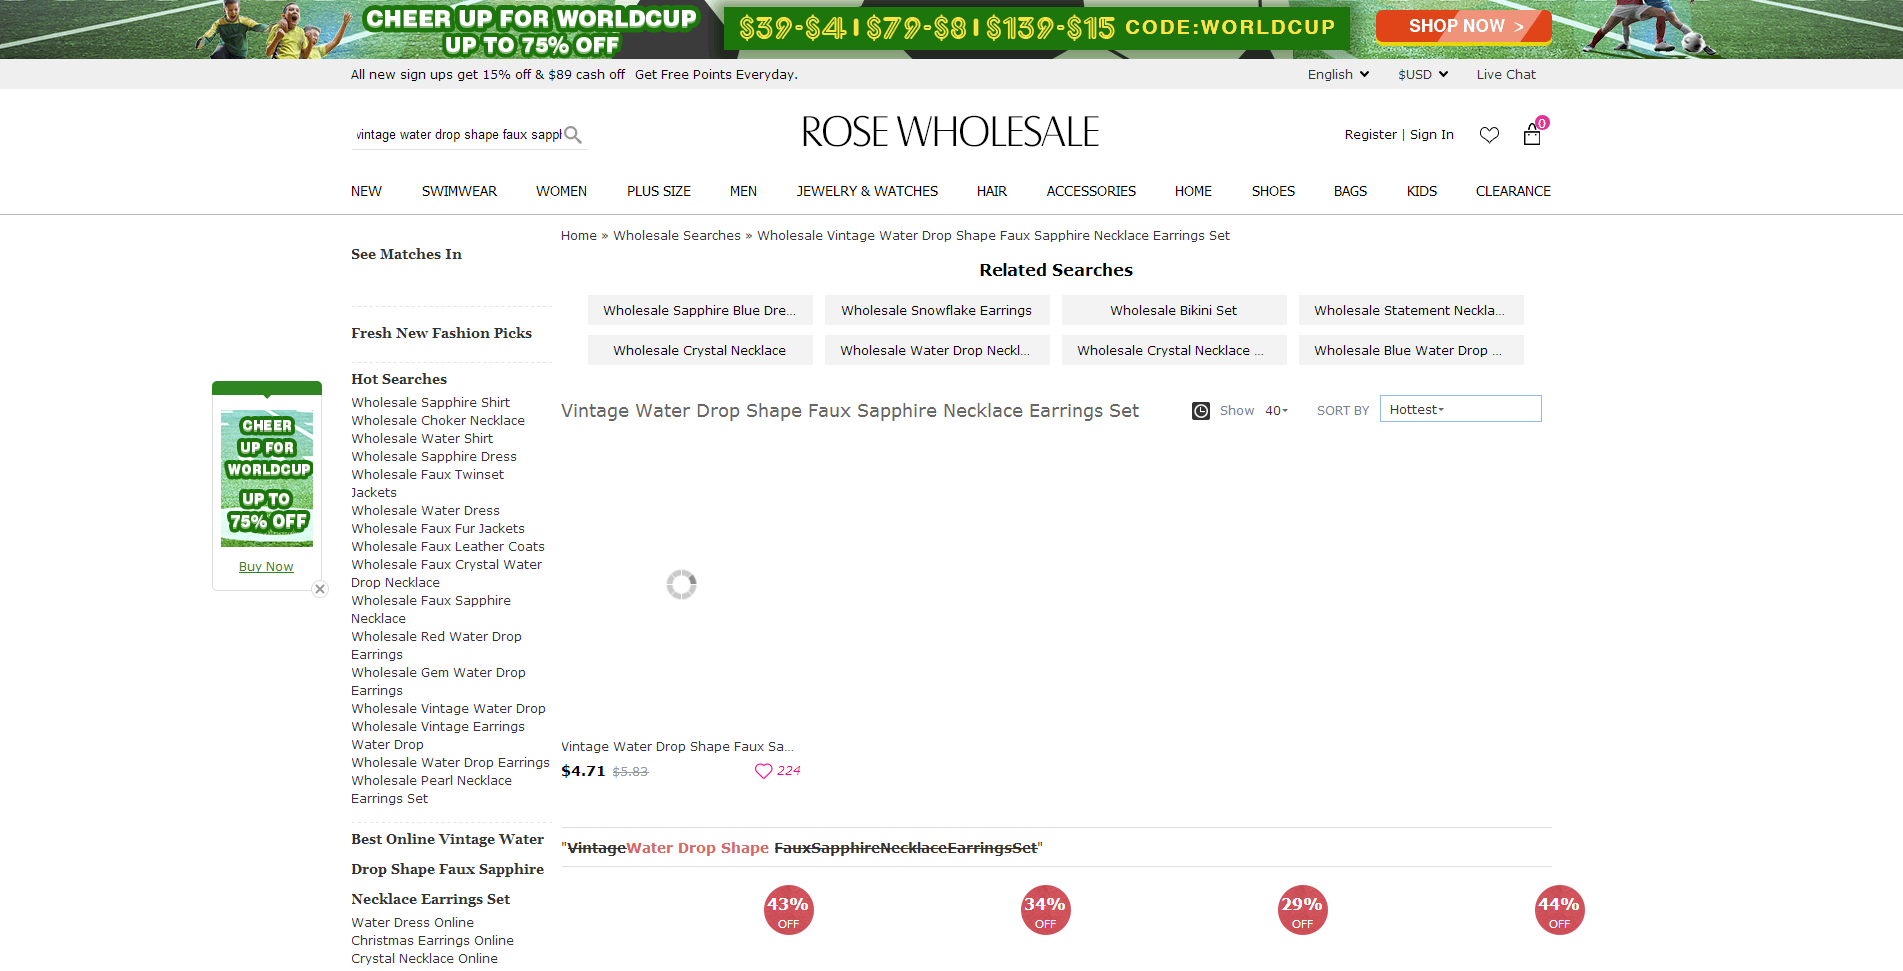 CHEER UP FOR WORLDCUP
UP TO 75% OFF
$39-$4 | $79-$8 | $139-$15 CODE:WORLDCUP
SHOP NOW >
All new sign ups get 15% off & $89 cash off Get Free Points Everyday.
English $USD Live Chat
vintage water drop shape faux sapph
ROSE WHOLESALE
Register | Sign In
0
NEW SWIMWEAR WOMEN PLUS SIZE MEN JEWELRY & WATCHES HAIR ACCESSORIES HOME SHOES BAGS KIDS CLEARANCE
Home » Wholesale Searches » Wholesale Vintage Water Drop Shape Faux Sapphire Necklace Earrings Set
See Matches In
Fresh New Fashion Picks
Hot Searches
Wholesale Sapphire Shirt
Wholesale Choker Necklace
Wholesale Water Shirt
Wholesale Sapphire Dress
Wholesale Faux Twinset
Jackets
Wholesale Water Dress
Wholesale Faux Fur Jackets
Wholesale Faux Leather Coats
Wholesale Faux Crystal Water
Drop Necklace
Wholesale Faux Sapphire
Necklace
Wholesale Red Water Drop
Earrings
Wholesale Gem Water Drop
Earrings
Wholesale Vintage Water Drop
Wholesale Vintage Earrings
Water Drop
Wholesale Water Drop Earrings
Wholesale Pearl Necklace
Earrings Set
Best Online Vintage Water
Drop Shape Faux Sapphire
Necklace Earrings Set
Water Dress Online
Christmas Earrings Online
Crystal Necklace Online
CHEER
UP FOR
WORLDCUP
UP TO
75% OFF
Buy Now
Related Searches
Wholesale Sapphire Blue Dre... Wholesale Snowflake Earrings Wholesale Bikini Set Wholesale Statement Neckla...
Wholesale Crystal Necklace Wholesale Water Drop Neckl... Wholesale Crystal Necklace ... Wholesale Blue Water Drop ...
Vintage Water Drop Shape Faux Sapphire Necklace Earrings Set
Show 40 SORT BY Hottest
Vintage Water Drop Shape Faux Sa...
$4.71 $5.83 224
"VintageWater Drop Shape FauxSapphireNecklaceEarringsSet"
43% OFF
34% OFF
29% OFF
44% OFF